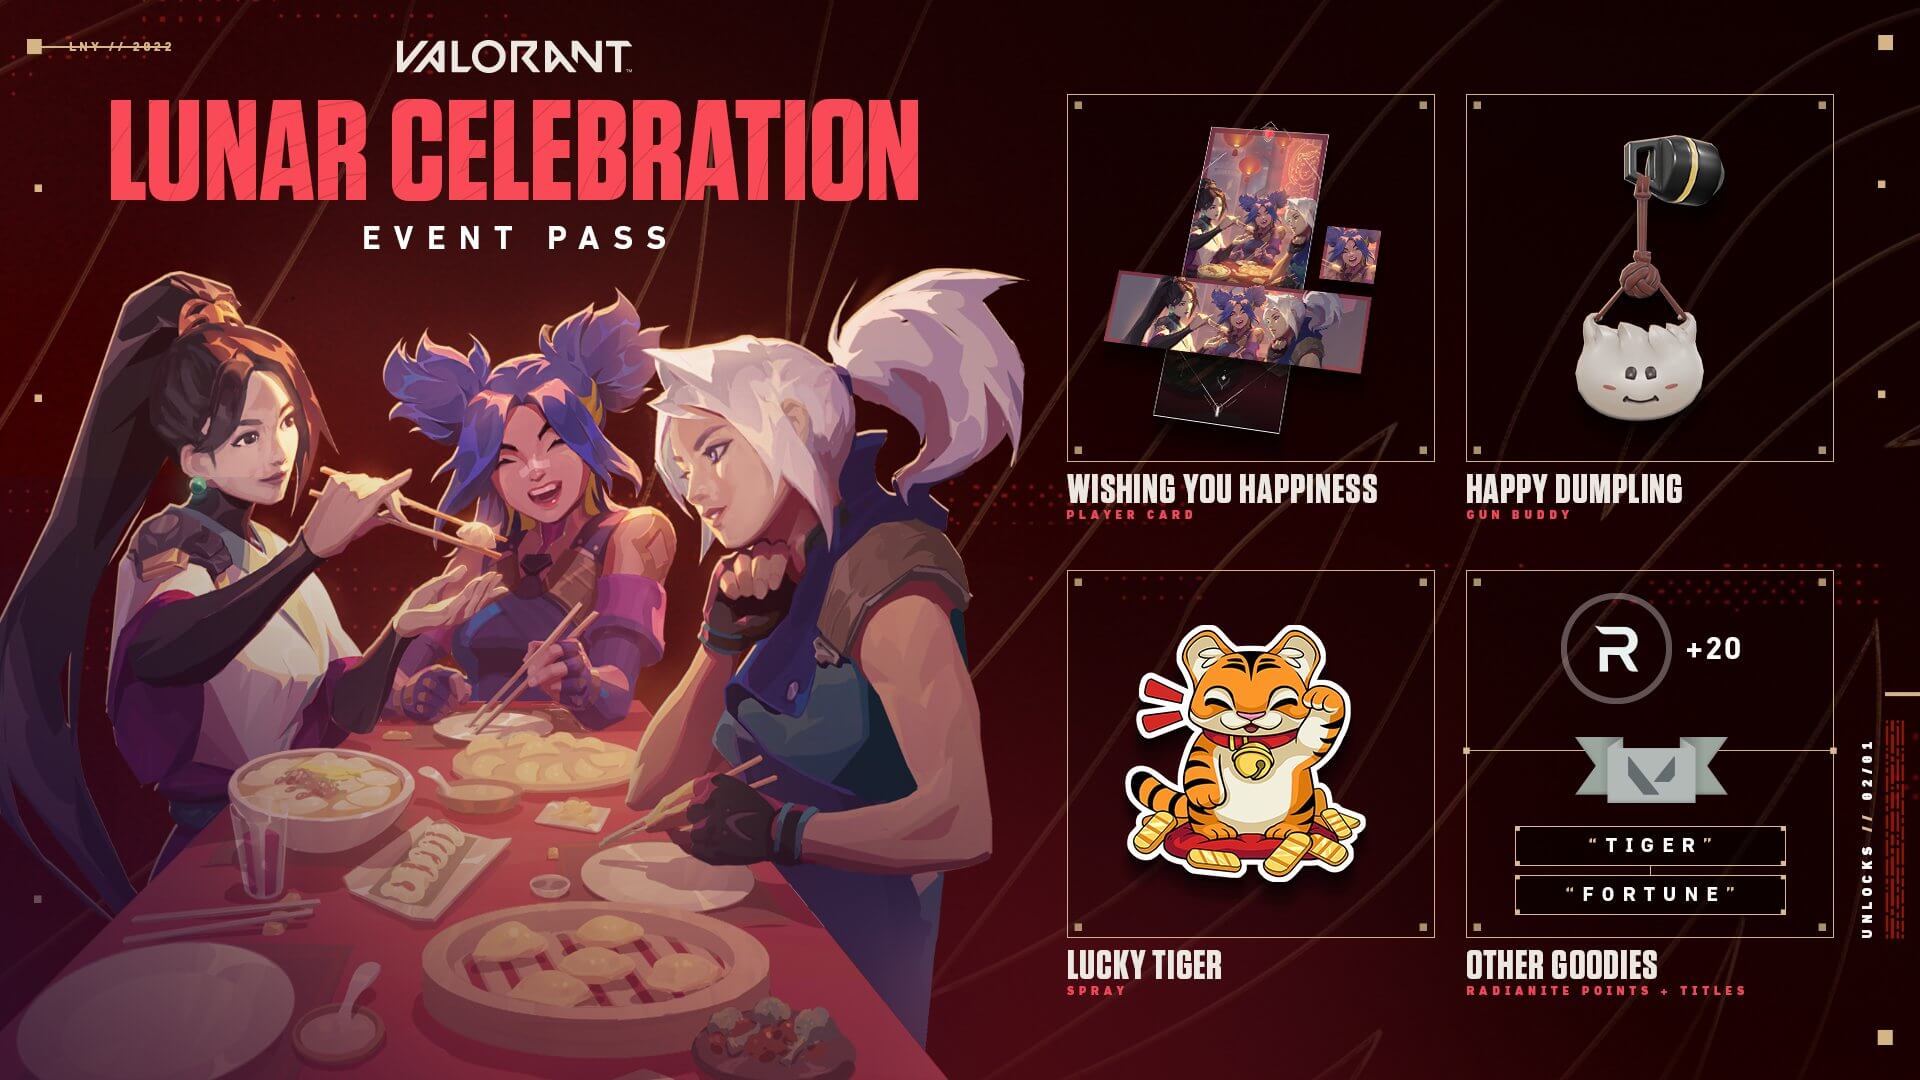 LNY // 2022
VALORANT
LUNAR CELEBRATION
EVENT PASS
WISHING YOU HAPPINESS
PLAYER CARD
HAPPY DUMPLING
GUN BUDDY
LUCKY TIGER
SPRAY
R +20
"TIGER"
"FORTUNE"
OTHER GOODIES
RADIANITE POINTS + TITLES
UNLOCKS // 02/01